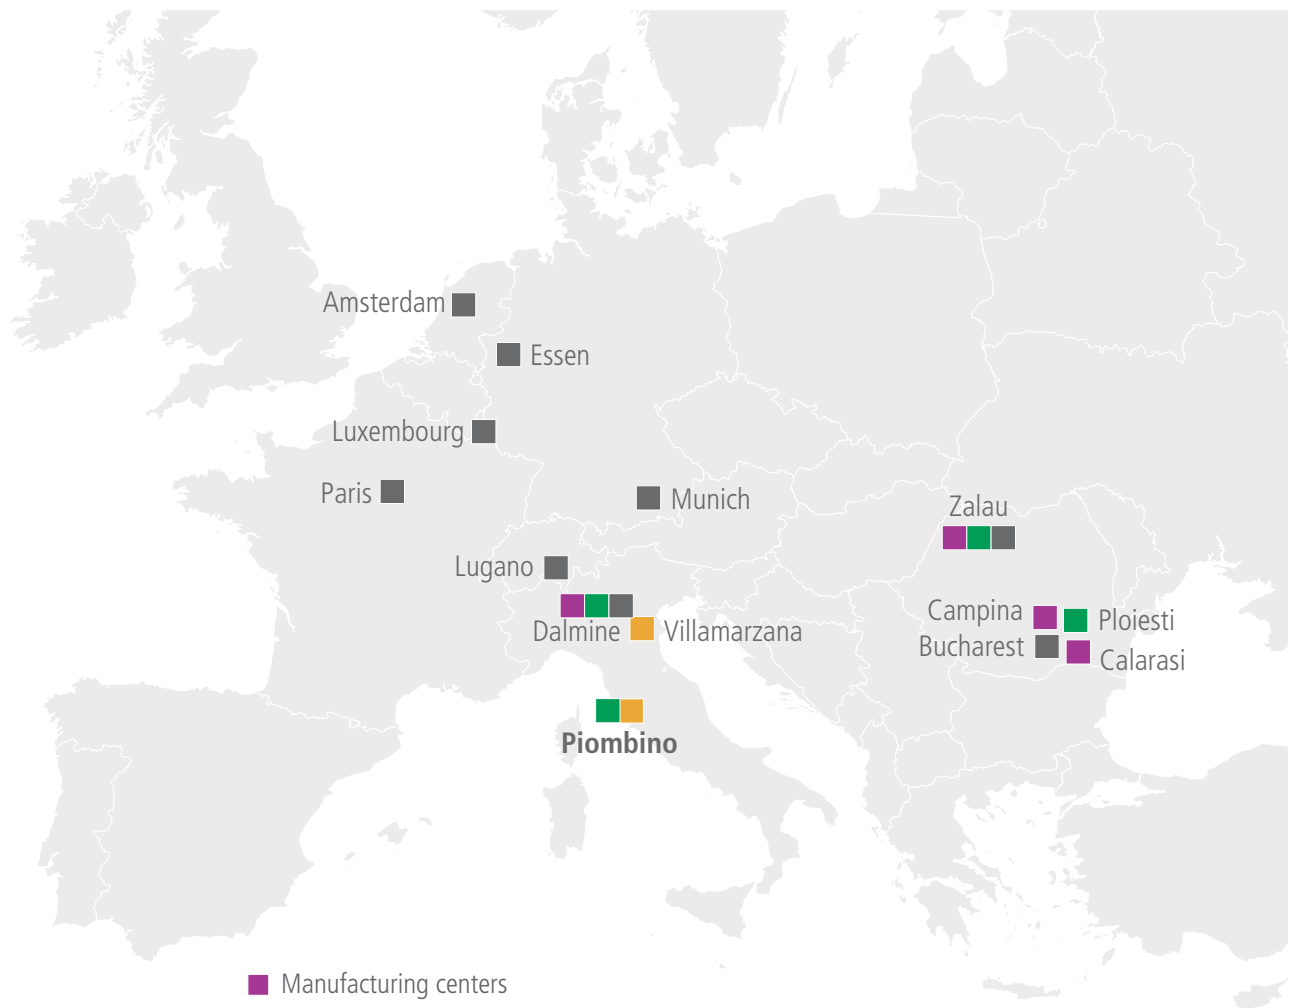 Amsterdam
Essen
Luxembourg
Paris
Munich
Zalau
Lugano
Campina
Ploiesti
Dalmine
Villamarzana
Bucharest
Calarasi
Piombino
Manufacturing centers